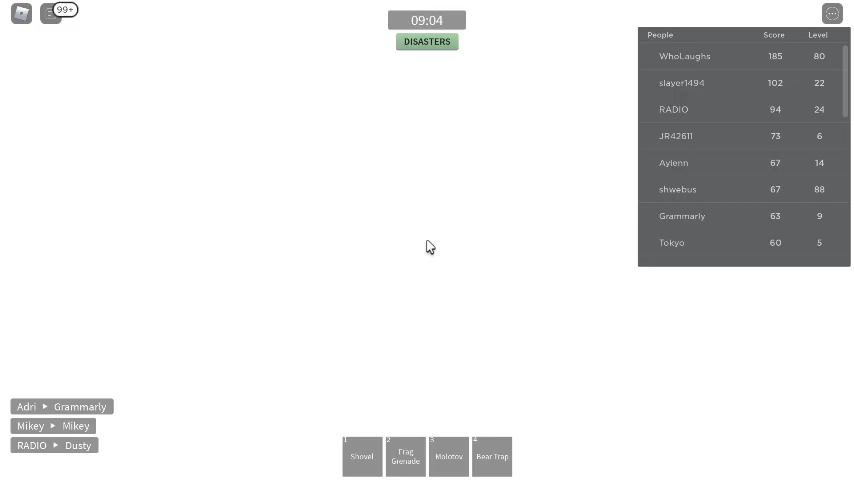 99+
09:04
DISASTERS
People Score Level
WhoLaughs 185 80
slayer1494 102 22
RADIO 94 24
JR42611 73 6
Aylenn 67 14
shwebus 67 88
Grammarly 63 9
Tokyo 60 5
Adri ▶ Grammarly
Mikey ▶ Mikey
RADIO ▶ Dusty
1 Shovel
2 Frag Grenade
3 Molotov
4 Bear Trap